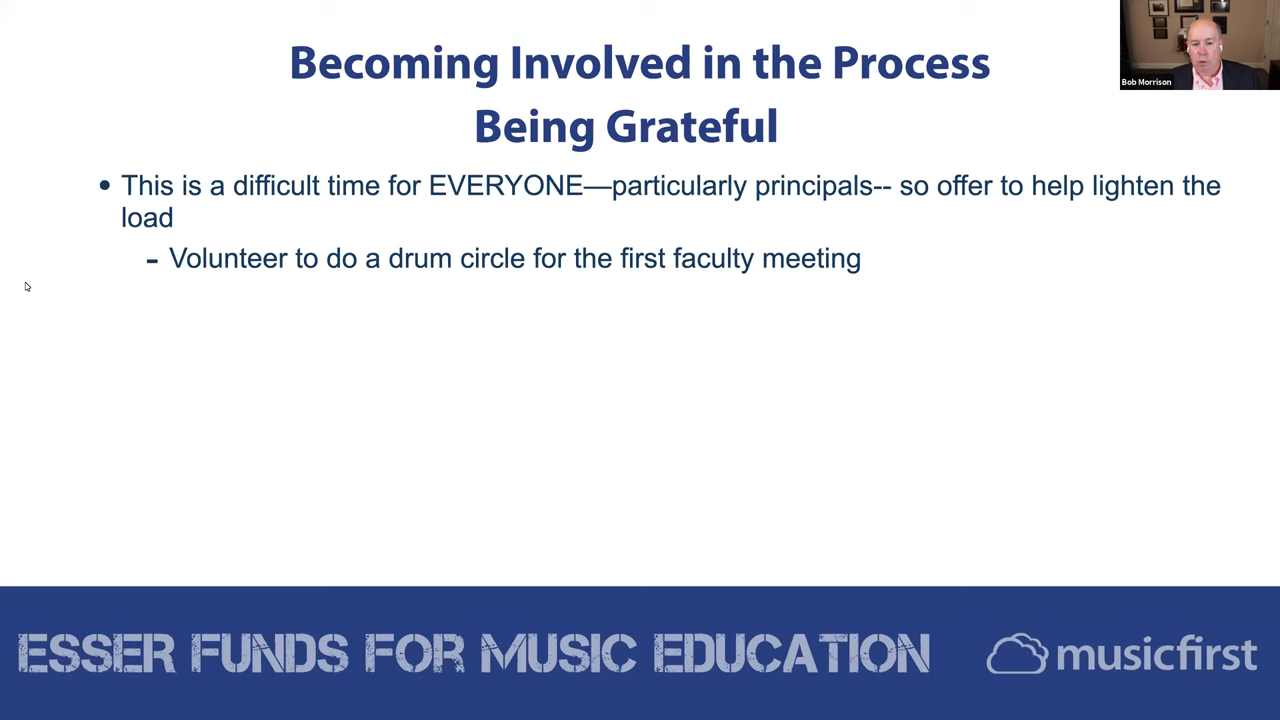 Becoming Involved in the Process
Being Grateful
Bob Morrison
• This is a difficult time for EVERYONE—particularly principals-- so offer to help lighten the
load
- Volunteer to do a drum circle for the first faculty meeting
ESSER FUNDS FOR MUSIC EDUCATION
musicfirst